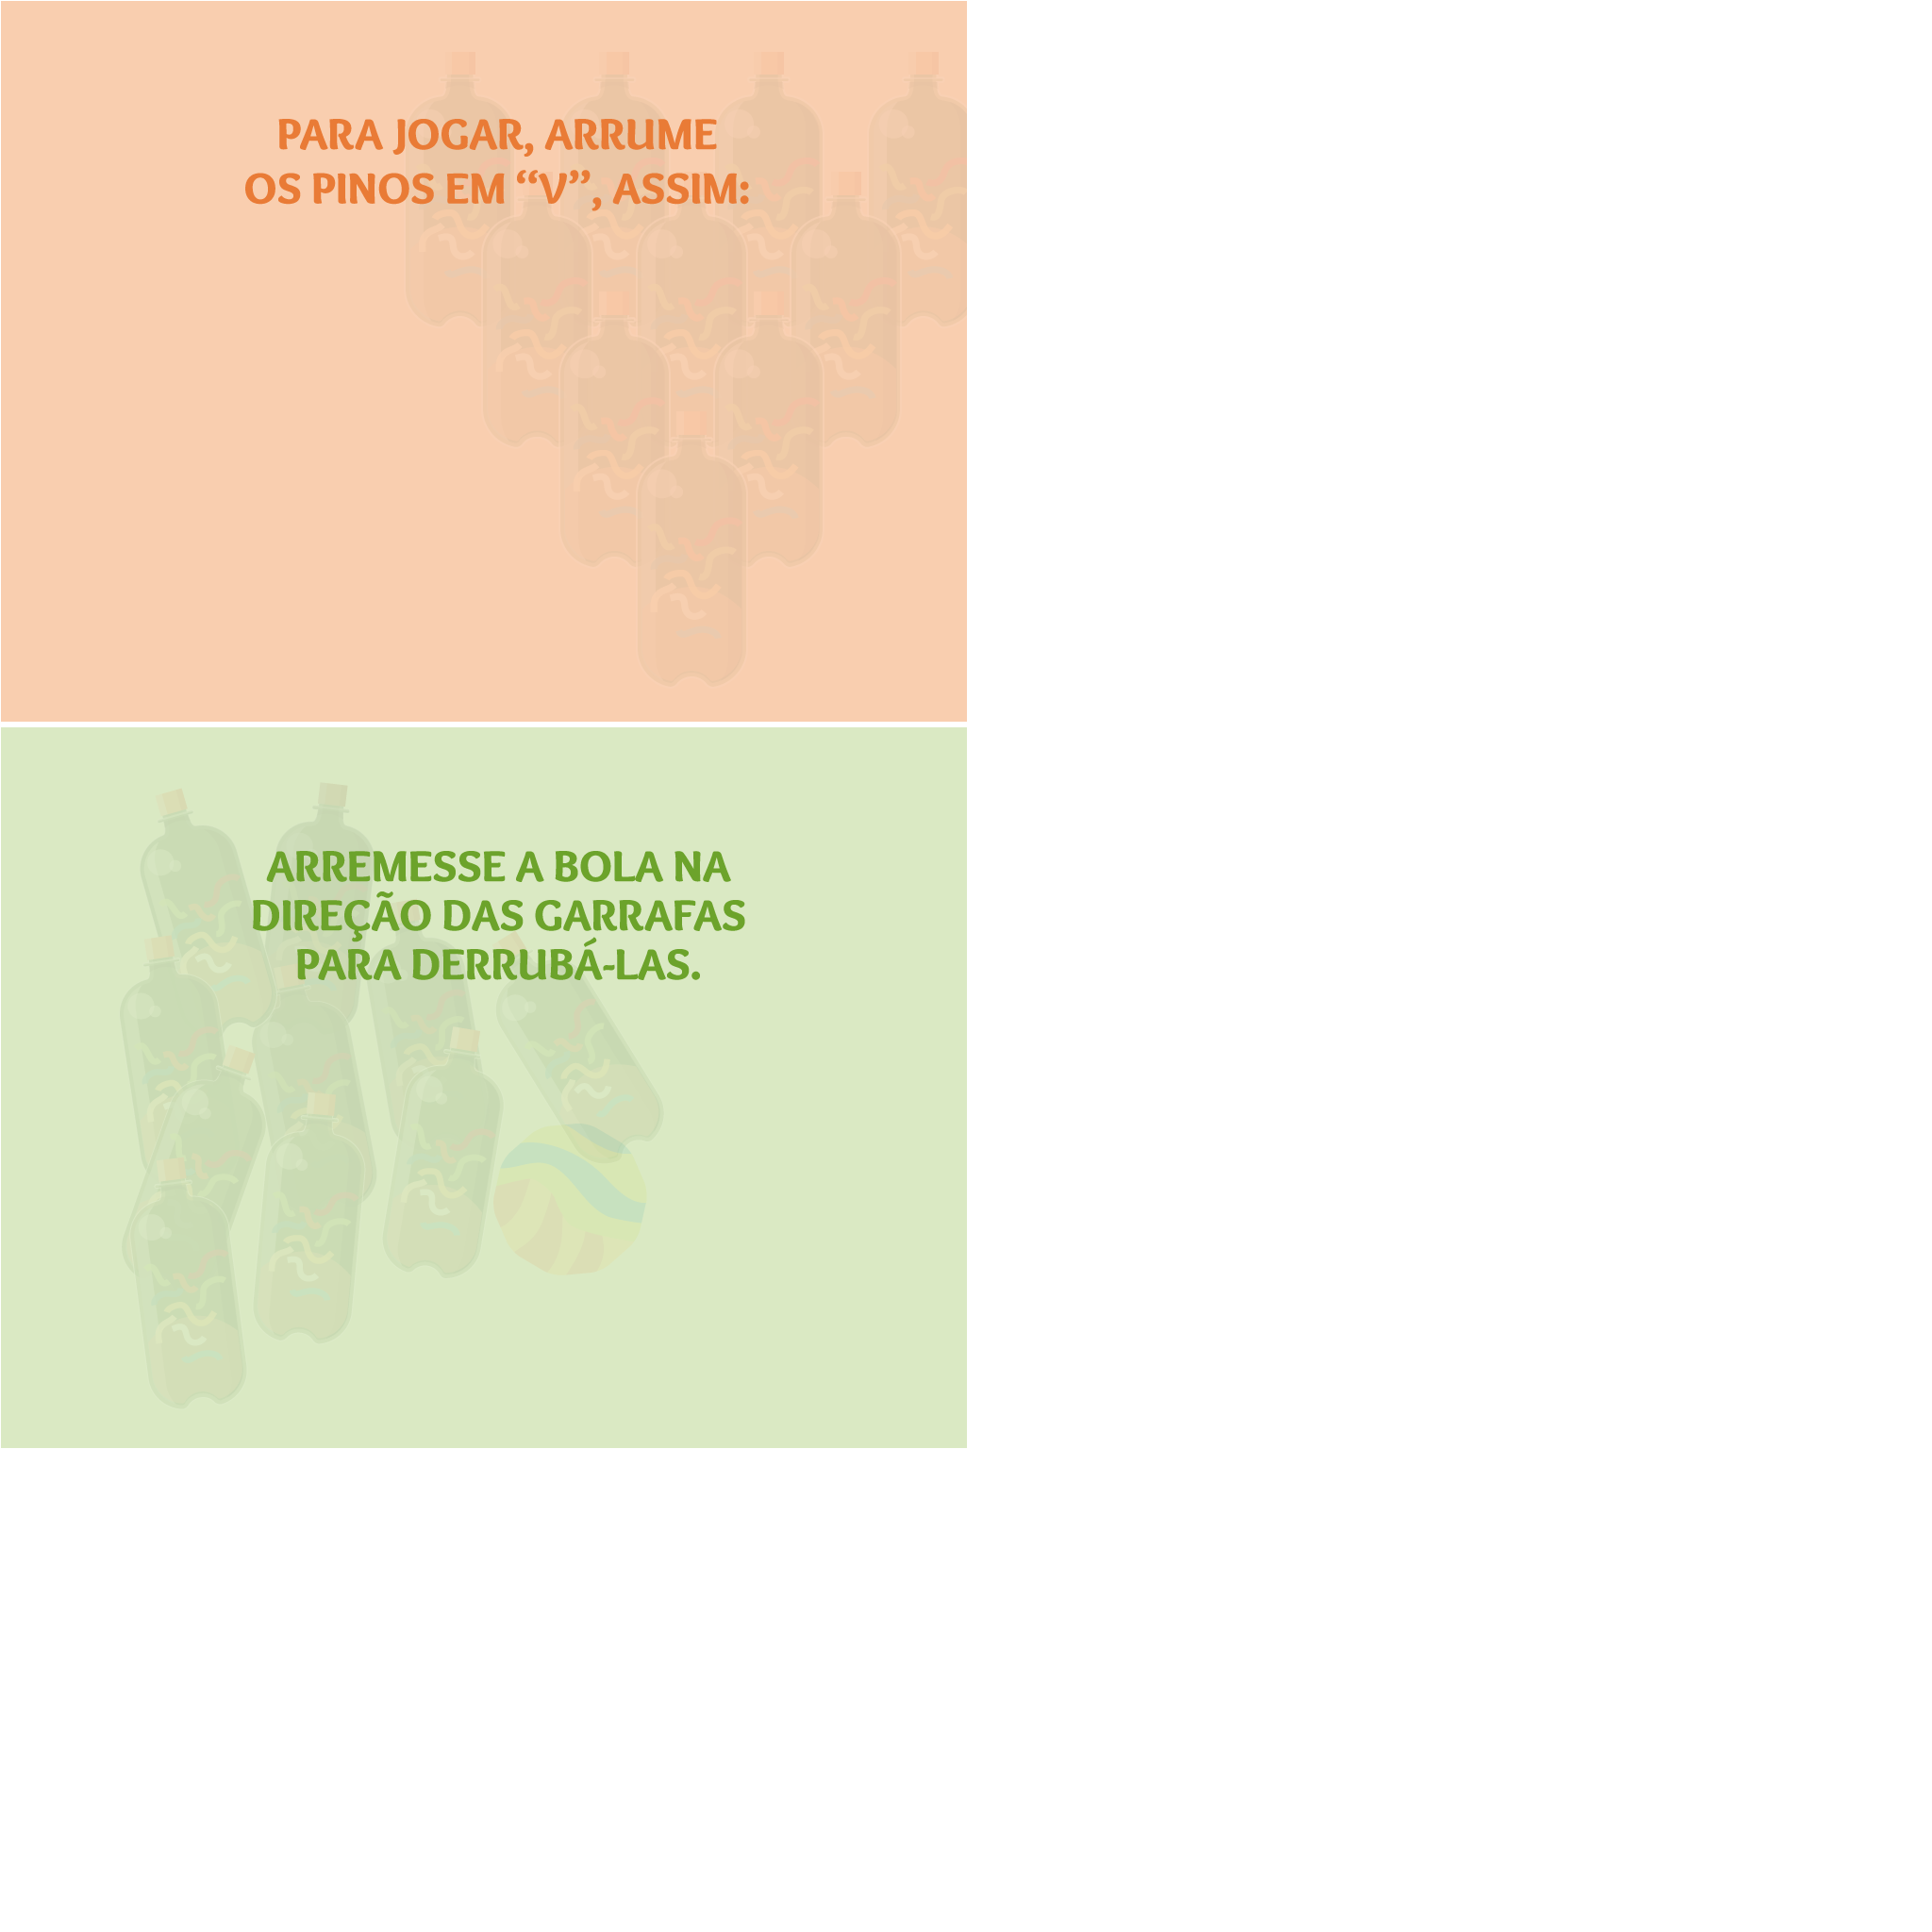 PARA JOGAR, ARRUME
OS PINOS EM “V”, ASSIM:
ARREMESSE A BOLA NA
DIREÇÃO DAS GARRAFAS
PARA DERRUBÁ-LAS.